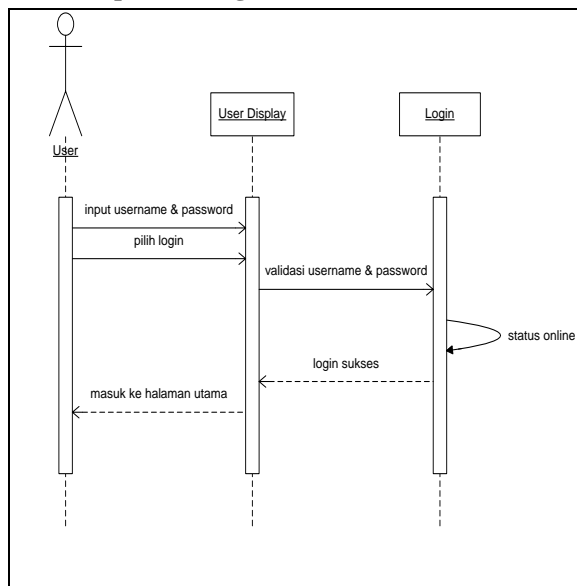 User
User Display
Login
input username & password
pilih login
validasi username & password
status online
login sukses
masuk ke halaman utama